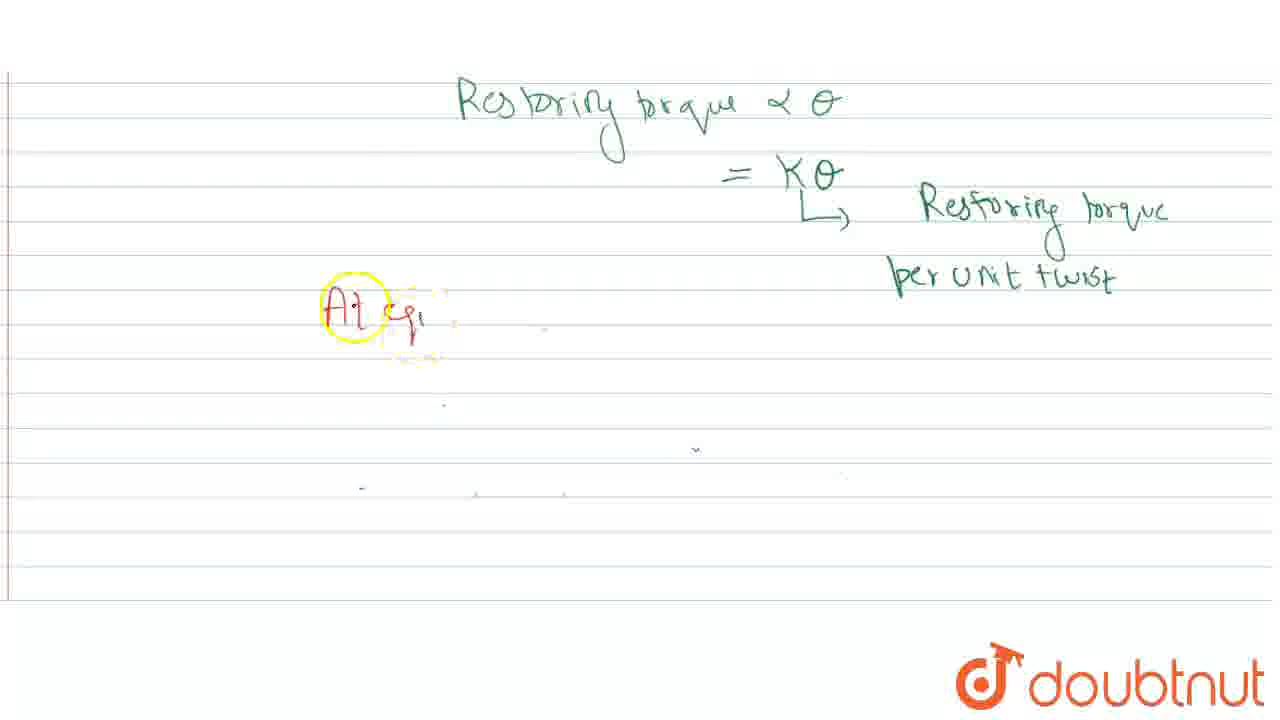 Restoring torque ∝ θ
= Kθ
Restoring torque
per unit twist
At eq
doubtnut